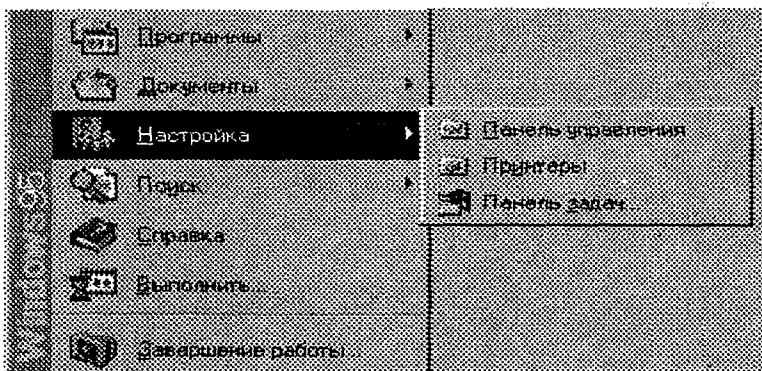 Программы
Документы
Настройка
Панель управления
Принтеры
Панель задач...
Поиск
Справка
Выполнить...
Завершение работы...